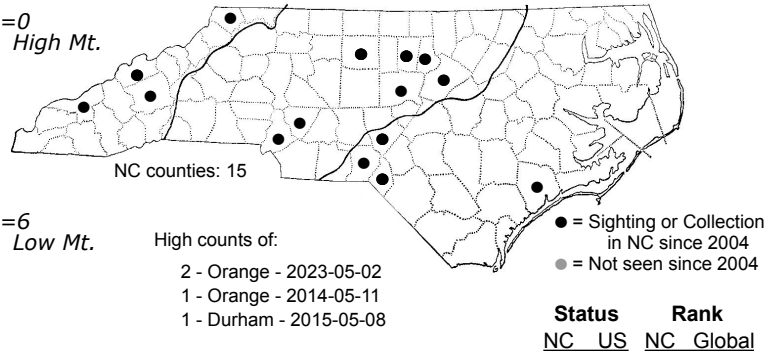 =0
High Mt.
NC counties: 15
=6
Low Mt.
High counts of:
2 - Orange - 2023-05-02
1 - Orange - 2014-05-11
1 - Durham - 2015-05-08
= Sighting or Collection
in NC since 2004
= Not seen since 2004
Status Rank
NC US NC Global